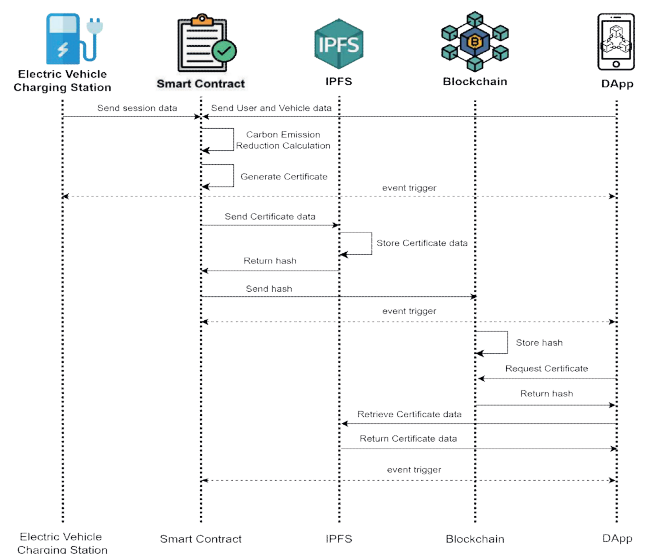 IPFS
Electric Vehicle
Charging Station
Smart Contract
IPFS
Blockchain
DApp
Send session data
Send User and Vehicle data
Carbon Emission
Reduction Calculation
Generate Certificate
event trigger
Send Certificate data
Store Certificate data
Return hash
Send hash
event trigger
Store hash
Request Certificate
Return hash
Retrieve Certificate data
Return Certificate data
event trigger
Electric Vehicle
Charging Station
Smart Contract
IPFS
Blockchain
DApp